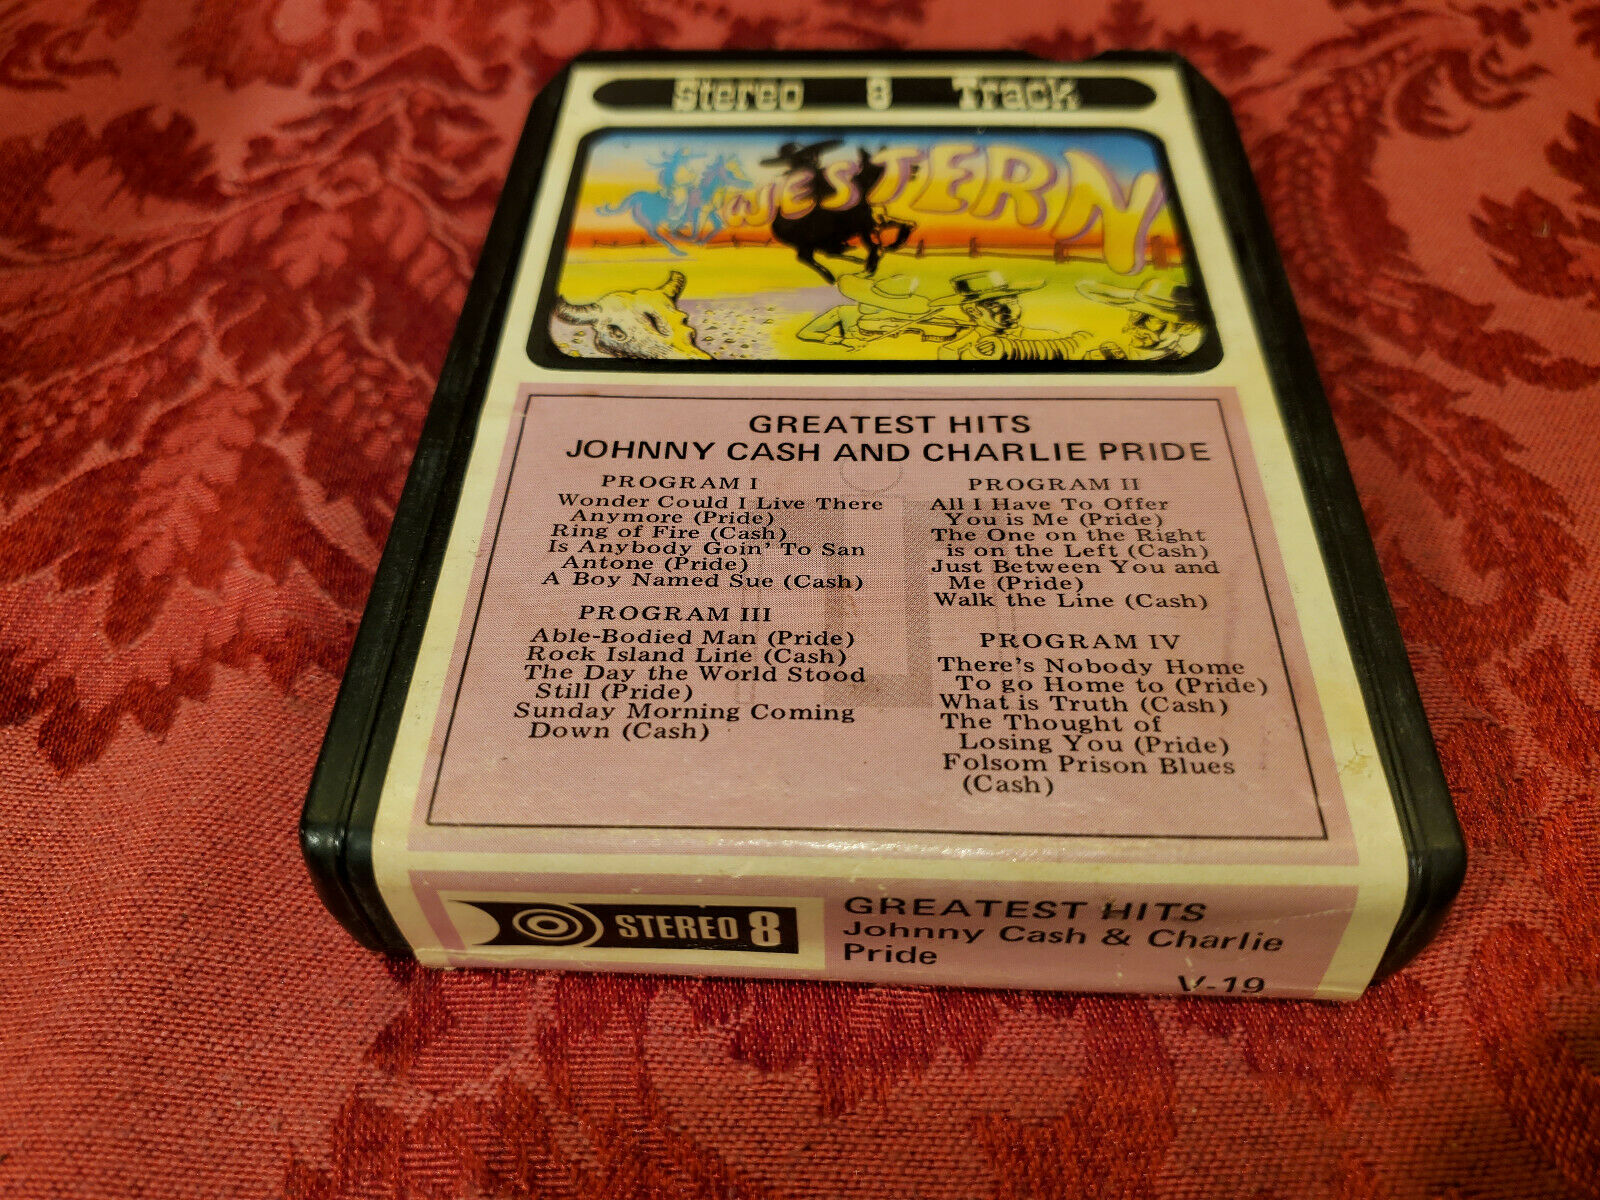 Stereo 8 Track
WESTERN
GREATEST HITS
JOHNNY CASH AND CHARLIE PRIDE
PROGRAM I
Wonder Could I Live There
Anymore (Pride)
Ring of Fire (Cash)
Is Anybody Goin' To San
Antone (Pride)
A Boy Named Sue (Cash)
PROGRAM II
All I Have To Offer
You is Me (Pride)
The One on the Right
is on the Left (Cash)
Just Between You and
Me (Pride)
Walk the Line (Cash)
PROGRAM III
Able-Bodied Man (Pride)
Rock Island Line (Cash)
The Day the World Stood
Still (Pride)
Sunday Morning Coming
Down (Cash)
PROGRAM IV
There's Nobody Home
To go Home to (Pride)
What is Truth (Cash)
The Thought of
Losing You (Pride)
Folsom Prison Blues
(Cash)
STEREO 8
GREATEST HITS
Johnny Cash & Charlie
Pride
V-19